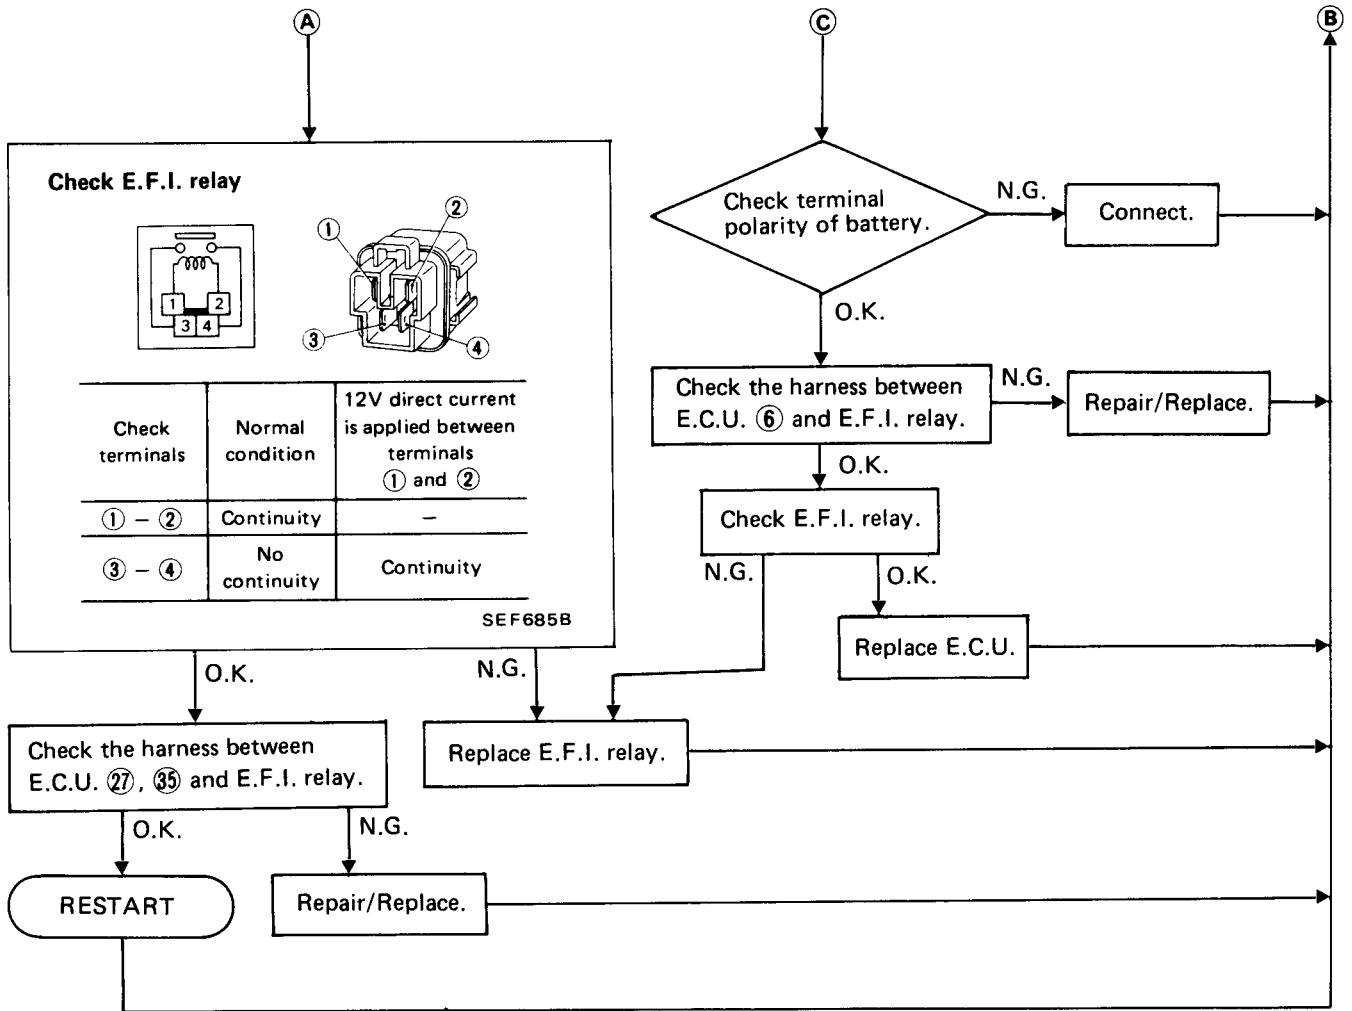 A
C
B
Check E.F.I. relay
1 2
3 4
①
②
③
④
Check
terminals
Normal
condition
12V direct current
is applied between
terminals
① and ②
① – ②
Continuity
–
③ – ④
No
continuity
Continuity
SEF685B
Check terminal
polarity of battery.
N.G.
Connect.
O.K.
Check the harness between
E.C.U. ⑥ and E.F.I. relay.
N.G.
Repair/Replace.
O.K.
Check E.F.I. relay.
N.G.
O.K.
Replace E.C.U.
O.K.
N.G.
Check the harness between
E.C.U. ㉗, ㉟ and E.F.I. relay.
Replace E.F.I. relay.
O.K.
N.G.
RESTART
Repair/Replace.